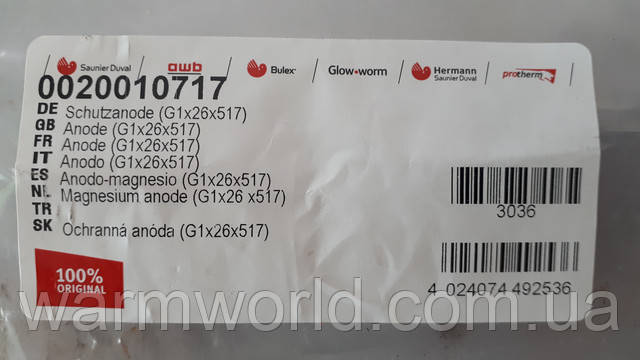 Saunier Duval awb Bulex Glow-worm Hermann Saunier Duval protherm
0020010717
DE Schutzanode (G1x26x517)
GB Anode (G1x26x517)
FR Anode (G1x26x517)
IT Anodo (G1x26x517)
ES Anodo-magnesio (G1x26x517)
NL Magnesium anode (G1x26 x517)
TR
SK Ochranná anóda (G1x26x517)
3036
100%
ORIGINAL
4 024074 492536
warmworld.com.ua